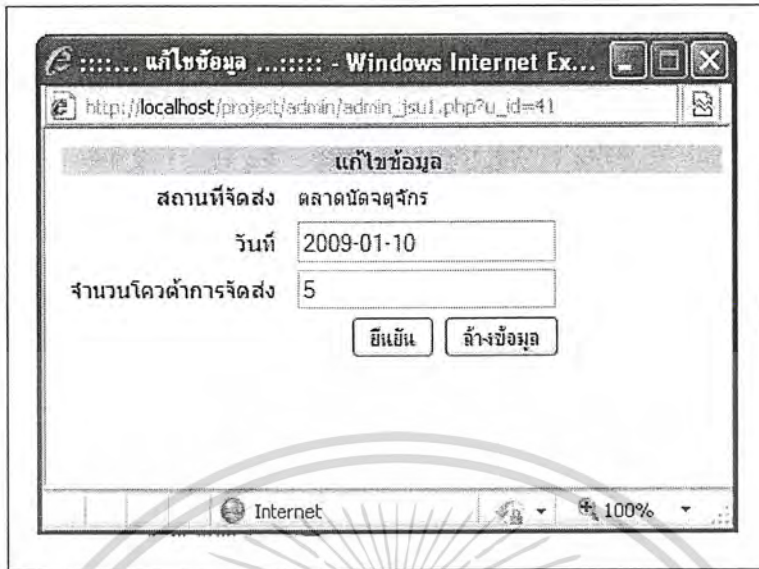 ::::... แก้ไขข้อมูล ...::::: - Windows Internet Ex...
http://localhost/project/admin/admin_jsu1.php?u_id=41
แก้ไขข้อมูล
สถานที่จัดส่ง ตลาดนัดจตุจักร
วันที่ 2009-01-10
จำนวนโควต้าการจัดส่ง 5
ยืนยัน ล้างข้อมูล
Internet 100%